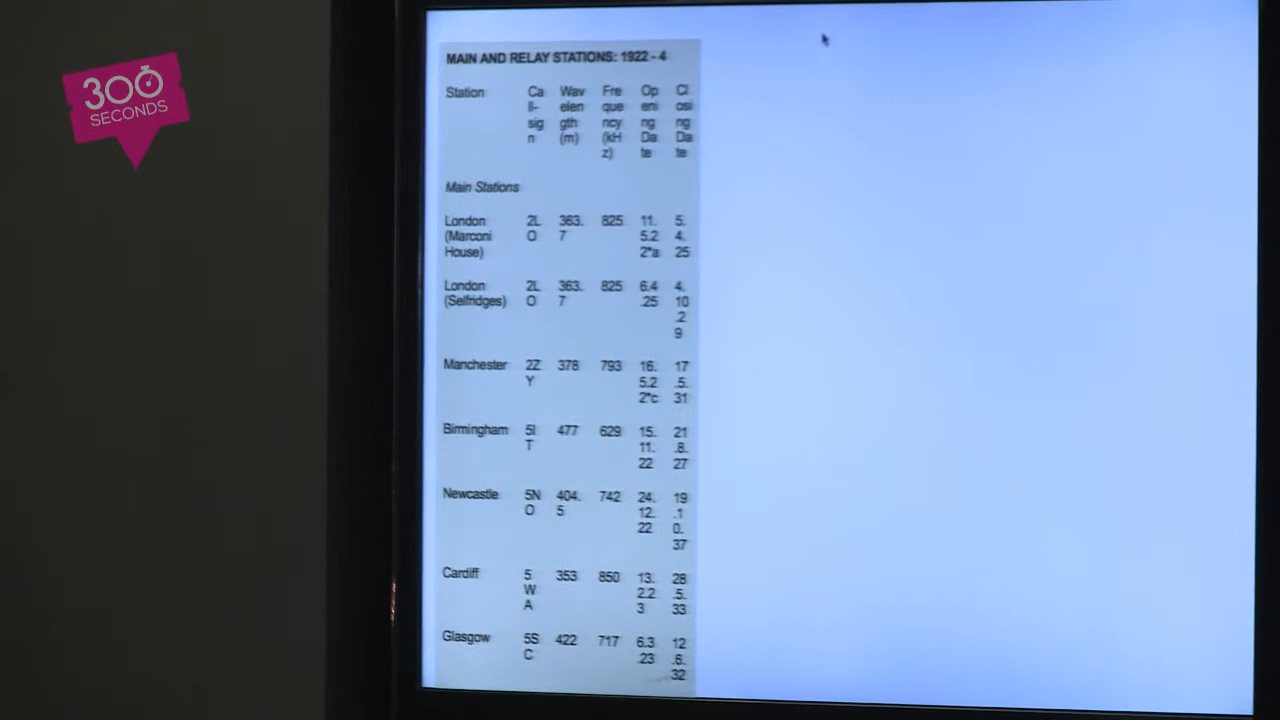 300
SECONDS
MAIN AND RELAY STATIONS: 1922 - 4
Station Ca Wav Fre Op Cl
ll- elen que eni osi
sig gth ncy ng ng
n (m) (kH Da Da
z) te te
Main Stations
London 2L 363. 825 11. 5.
(Marconi O 7 5.2 4.
House) 2*a 25
London 2L 363. 825 6.4 4.
(Selfridges) O 7 .25 10
.2
9
Manchester 2Z 378 793 16. 17
Y 5.2 .5.
2*c 31
Birmingham 5I 477 629 15. 21
T 11. .8.
22 27
Newcastle 5N 404. 742 24. 19
O 5 12. .1
22 0.
37
Cardiff 5 353 850 13. 28
W 2.2 .5.
A 3 33
Glasgow 5S 422 717 6.3 12
C .23 .6.
32